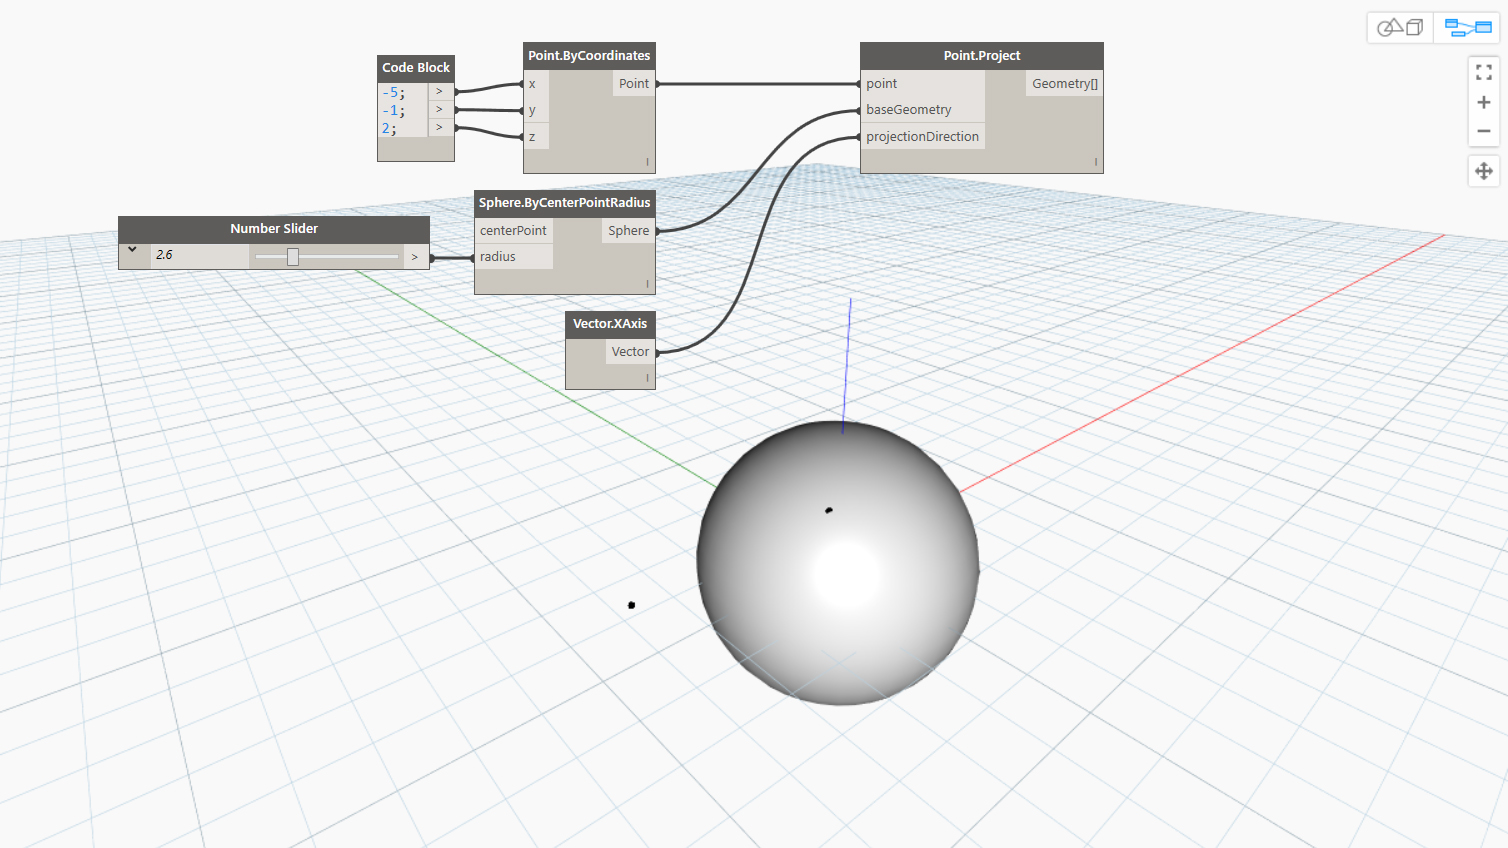 Code Block
-5; >
-1; >
2; >
Point.ByCoordinates
x Point
y
z
Point.Project
point Geometry[]
baseGeometry
projectionDirection
Sphere.ByCenterPointRadius
centerPoint Sphere
radius
Number Slider
2.6 >
Vector.XAxis
Vector